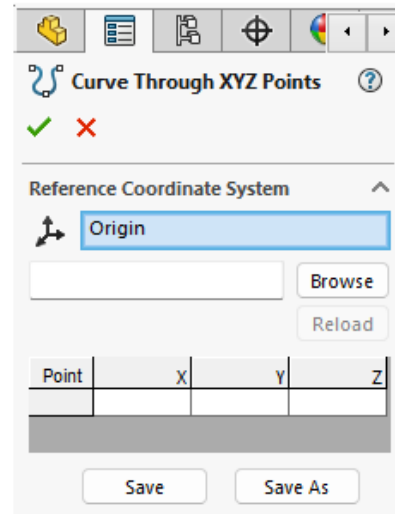 Curve Through XYZ Points
Reference Coordinate System
Origin
Browse
Reload
Point X Y Z
Save Save As